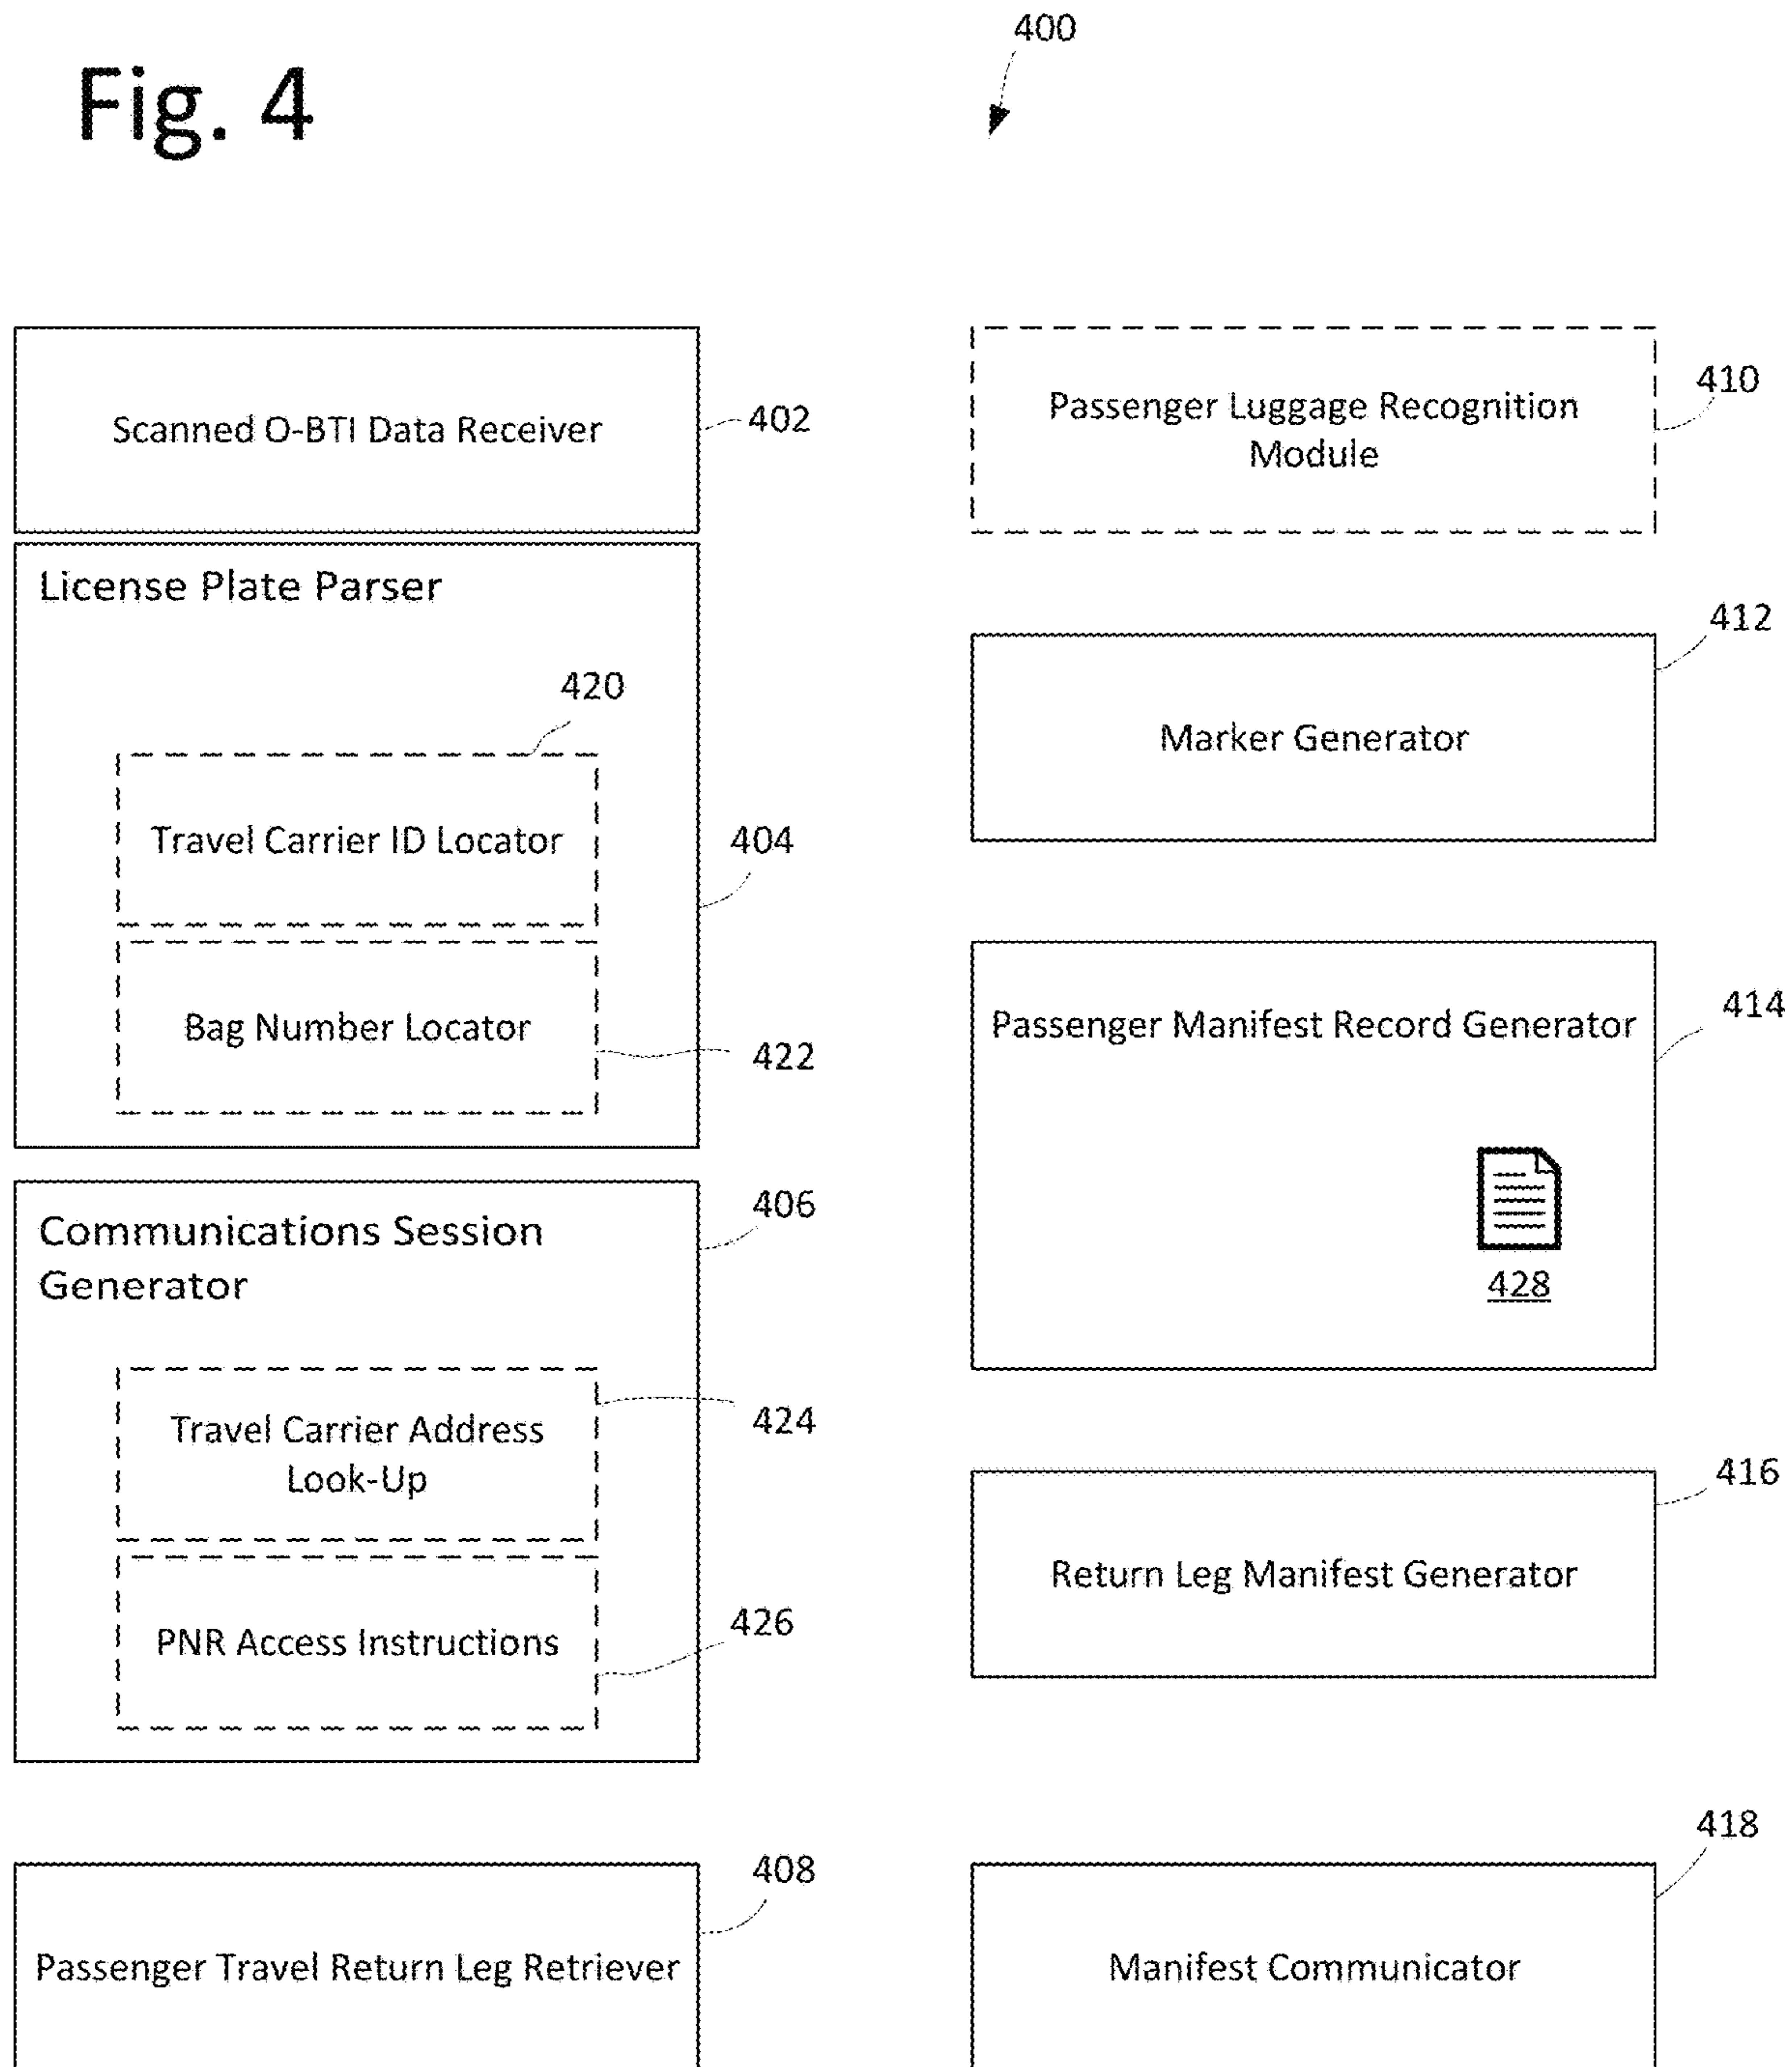 Fig. 4
400
Scanned O-BTI Data Receiver
402
License Plate Parser
420
Travel Carrier ID Locator
404
Bag Number Locator
422
Communications Session
Generator
406
Travel Carrier Address
Look-Up
424
PNR Access Instructions
426
Passenger Travel Return Leg Retriever
408
Passenger Luggage Recognition
Module
410
Marker Generator
412
Passenger Manifest Record Generator
414
428
Return Leg Manifest Generator
416
Manifest Communicator
418